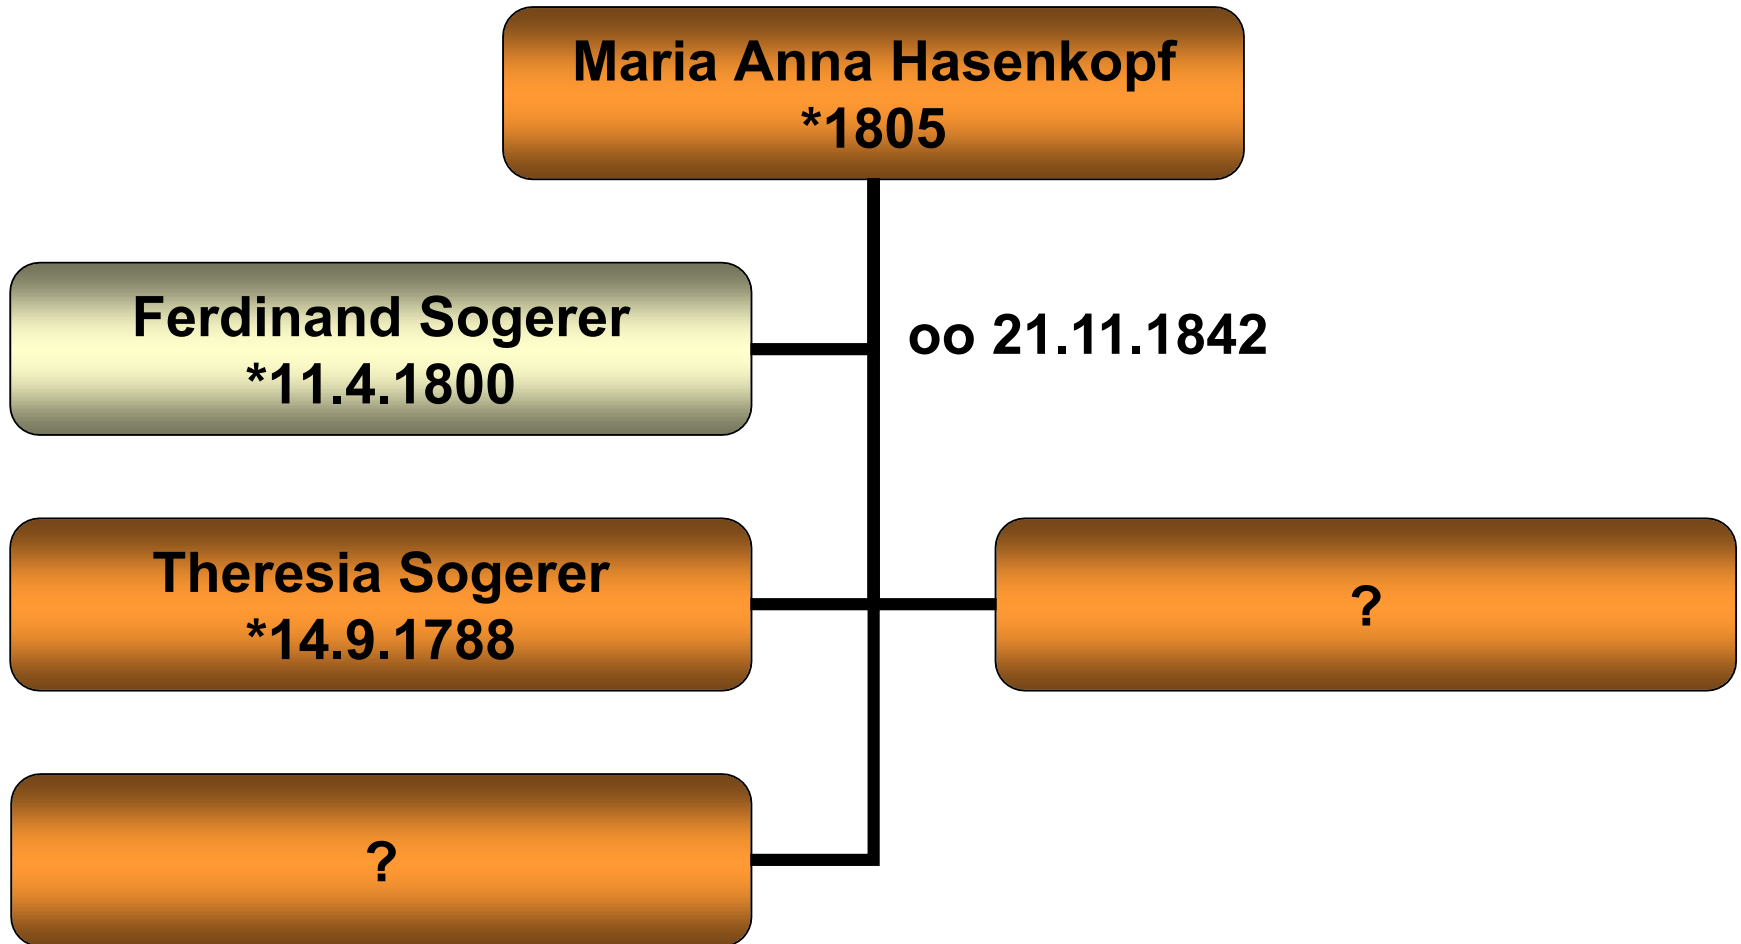 Maria Anna Hasenkopf
*1805
Ferdinand Sogerer
*11.4.1800
oo 21.11.1842
Theresia Sogerer
*14.9.1788
?
?